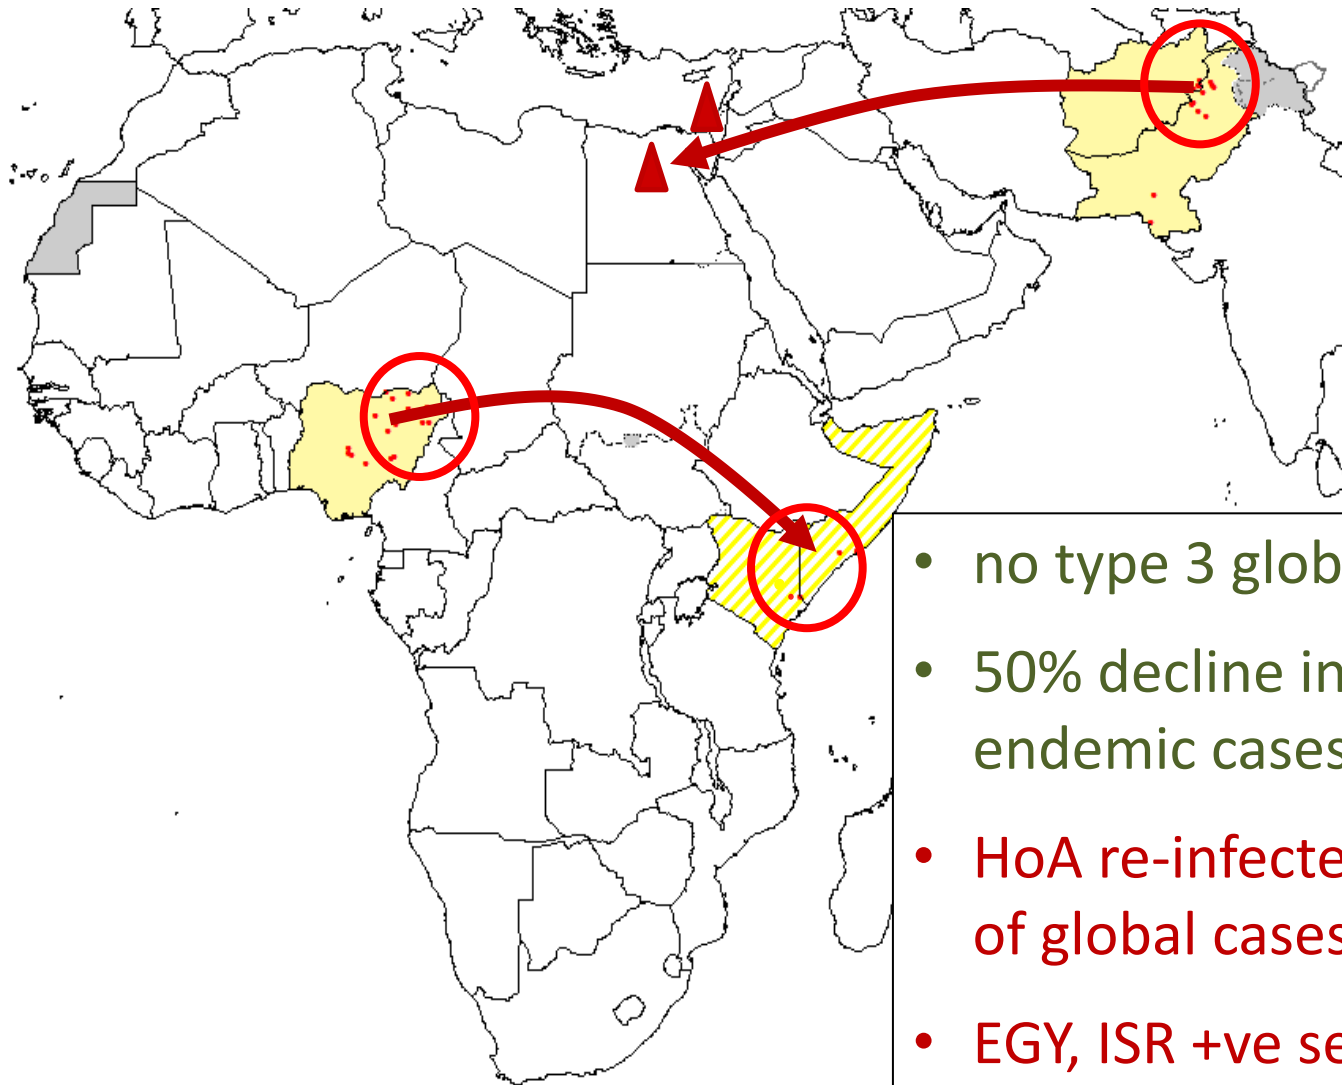 • no type 3 glob
• 50% decline in
endemic cases
• HoA re-infecte
of global cases
• EGY, ISR +ve se